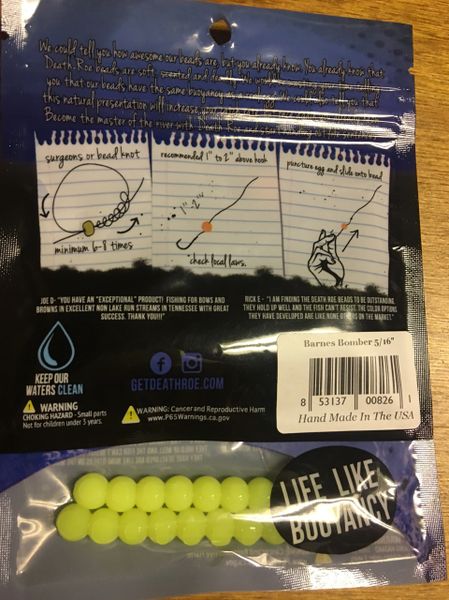 We could tell you how awesome our beads are, but you already know. You already know that
Death Roe beads are soft, scented and
you that our beads have the same buoyancy as
this natural presentation will increase
Become the master of the river with Death Roe and
surgeons or bead knot
minimum 6-8 times
recommended 1" to 2" above hook
1"-2"
check local laws.
puncture egg and slide onto bead
JOE D- "YOU HAVE AN "EXCEPTIONAL" PRODUCT! FISHING FOR BOWS AND
BROWNS IN EXCELLENT NON LAKE RUN STREAMS IN TENNESSEE WITH GREAT
SUCCESS. THANK YOU!!!"
RICK E - "I AM FINDING THE DEATH ROE BEADS TO BE OUTSTANDING
THEY HOLD UP WELL AND THE FISH CAN'T RESIST. THE COLOR OPTIONS
THEY HAVE DEVELOPED ARE LIKE NONE OTHERS ON THE MARKET."
KEEP OUR
WATERS CLEAN
GETDEATHROE.COM
WARNING
CHOKING HAZARD - Small parts
Not for children under 3 years.
WARNING: Cancer and Reproductive Harm
www.P65Warnings.ca.gov
Barnes Bomber 5/16"
8 53137 00826 1
Hand Made In The USA
LIFE LIKE
BUOYANCY